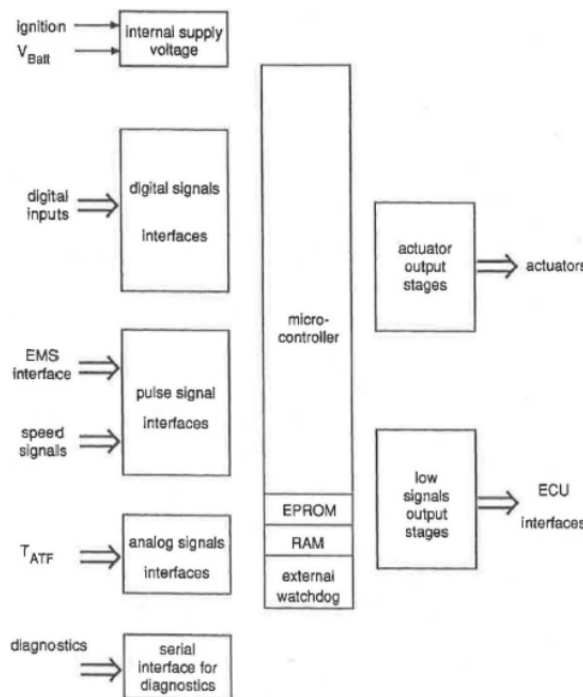 ignition
V_Batt
internal supply
voltage
digital
inputs
digital signals
interfaces
EMS
interface
speed
signals
pulse signal
interfaces
T_ATF
analog signals
interfaces
diagnostics
serial
interface for
diagnostics
micro-
controller
EPROM
RAM
external
watchdog
actuator
output
stages
actuators
low
signals
output
stages
ECU
interfaces